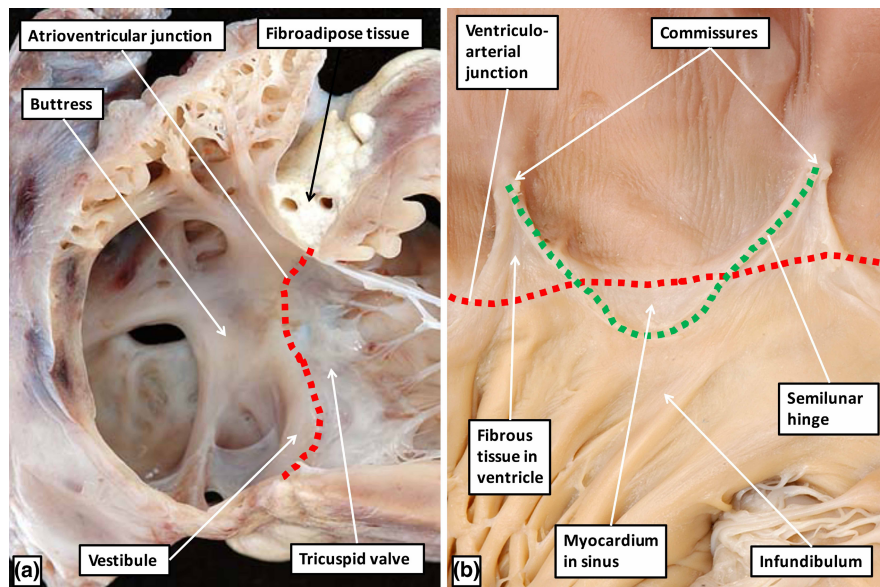 Atrioventricular junction
Fibroadipose tissue
Buttress
Vestibule
Tricuspid valve
(a)
Ventriculo-
arterial
junction
Commissures
Semilunar
hinge
Fibrous
tissue in
ventricle
Myocardium
in sinus
Infundibulum
(b)